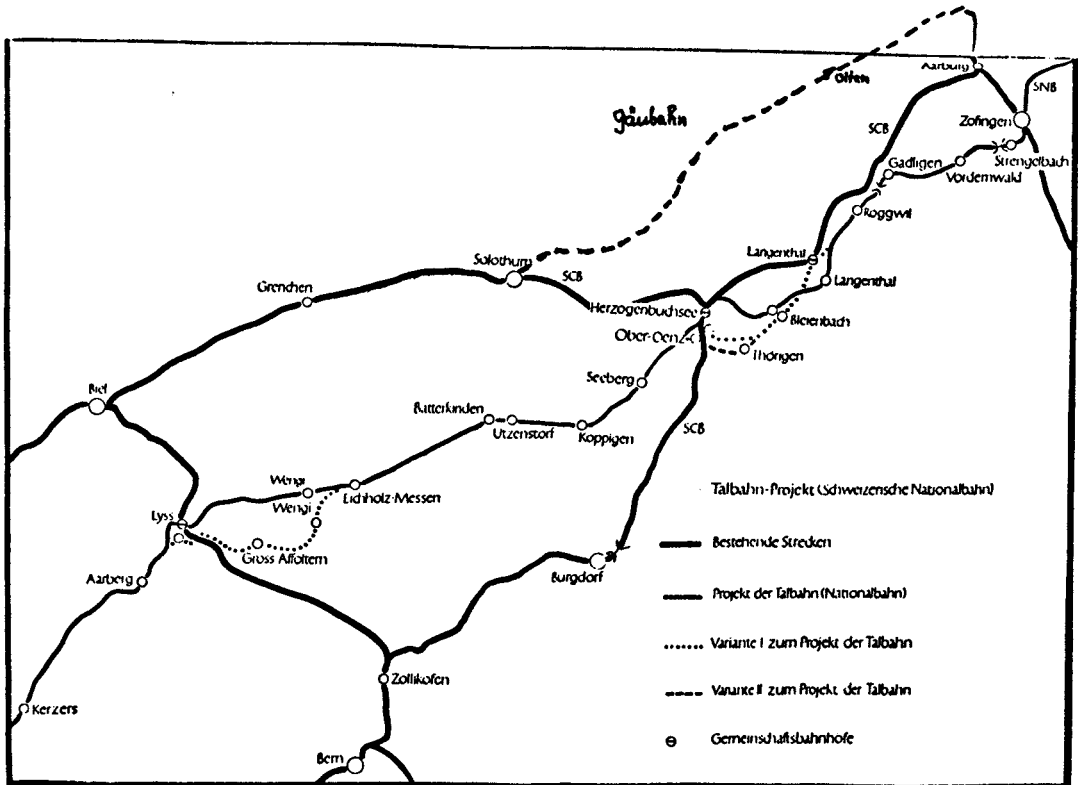 Olten
Gäubahn
Aarburg
SNB
Zofingen
SCB
Strengelbach
Gadligen
Vordemwald
Roggwil
Langenthal
Langenthal
Solothurn
SCB
Grenchen
Herzogenbuchsee
Bleienbach
Ober-Oenz
Thörigen
Seeberg
Biel
Batterkinden
Utzenstorf
Koppigen
SCB
Wengi
Wengi
Eichholz-Messen
Lyss
Gross Affoltern
Aarberg
Burgdorf
Zollikofen
Kerzers
Bern
Talbahn-Projekt (Schweizerische Nationalbahn)
Bestehende Strecken
Projekt der Talbahn (Nationalbahn)
Variante I zum Projekt der Talbahn
Variante II zum Projekt der Talbahn
Gemeinschaftsbahnhofe